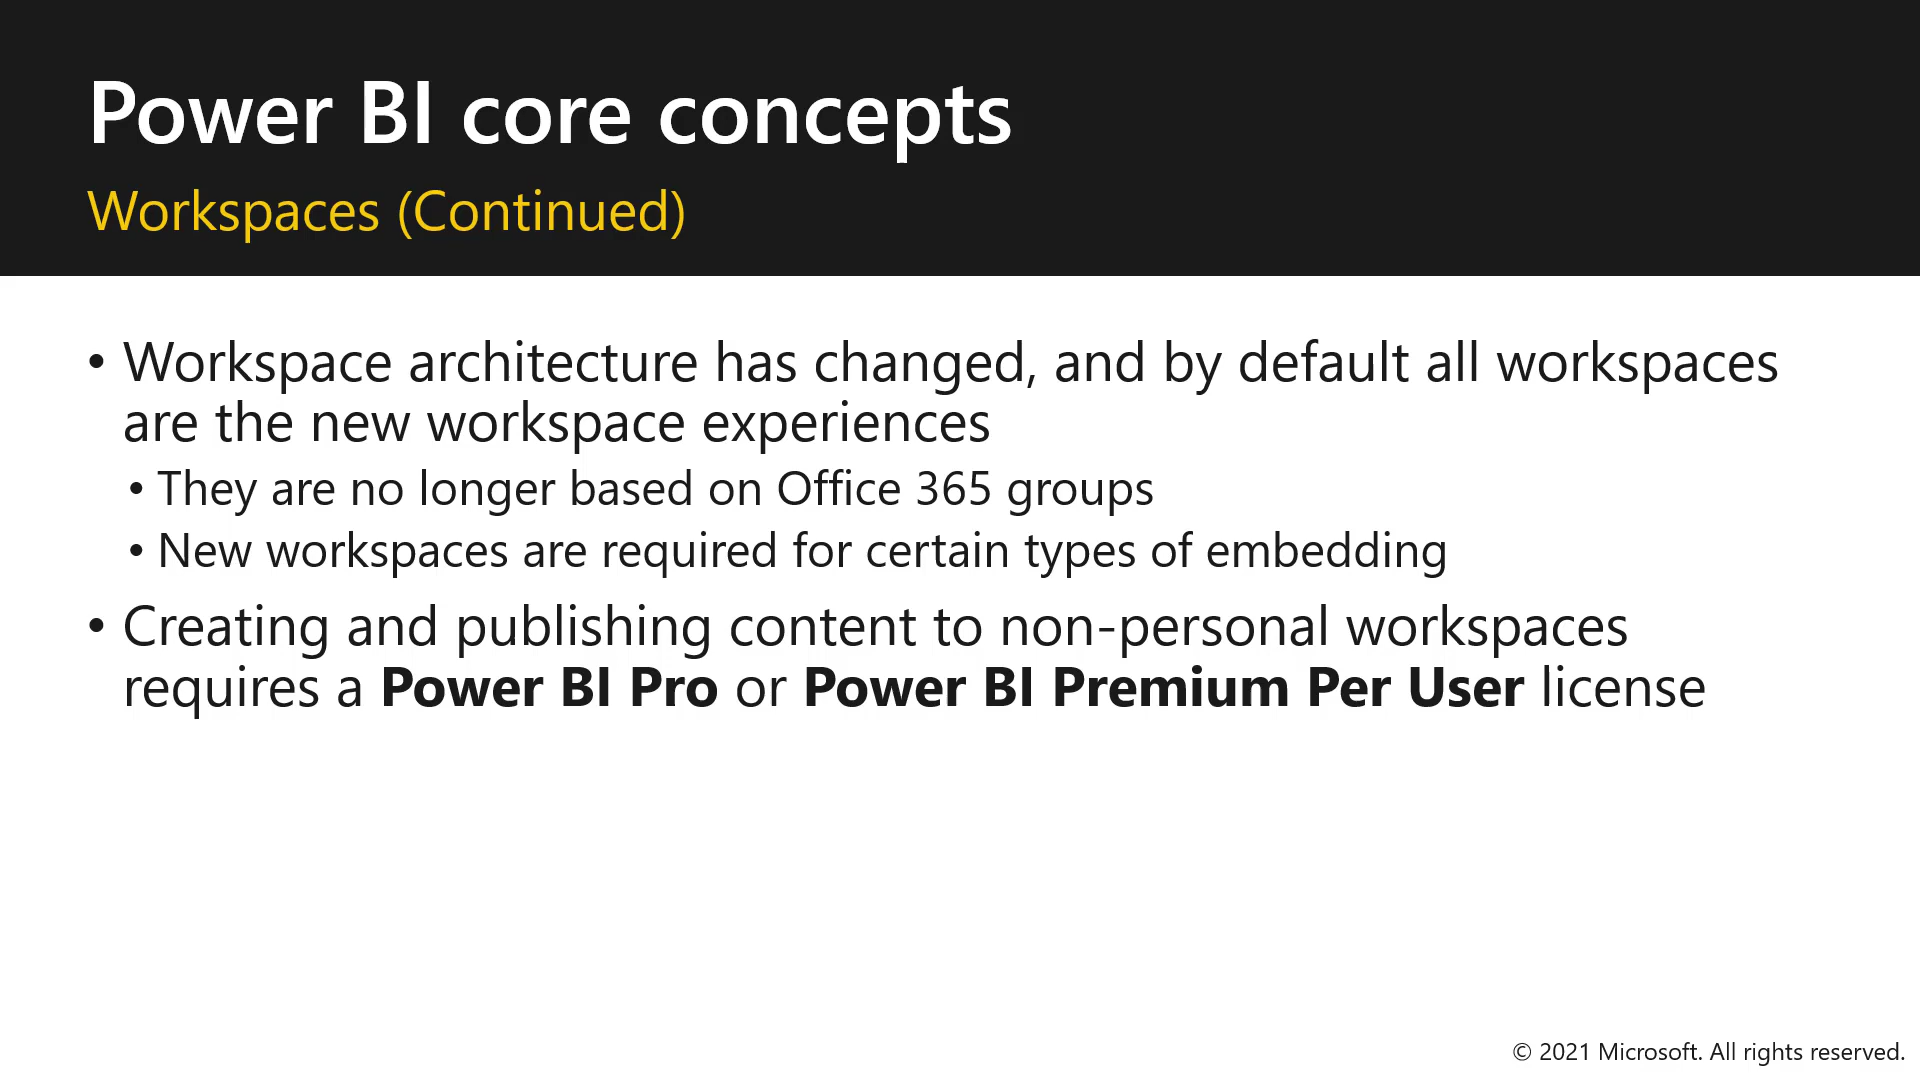 Power BI core concepts
Workspaces (Continued)
• Workspace architecture has changed, and by default all workspaces
are the new workspace experiences
• They are no longer based on Office 365 groups
• New workspaces are required for certain types of embedding
• Creating and publishing content to non-personal workspaces
requires a Power BI Pro or Power BI Premium Per User license
© 2021 Microsoft. All rights reserved.